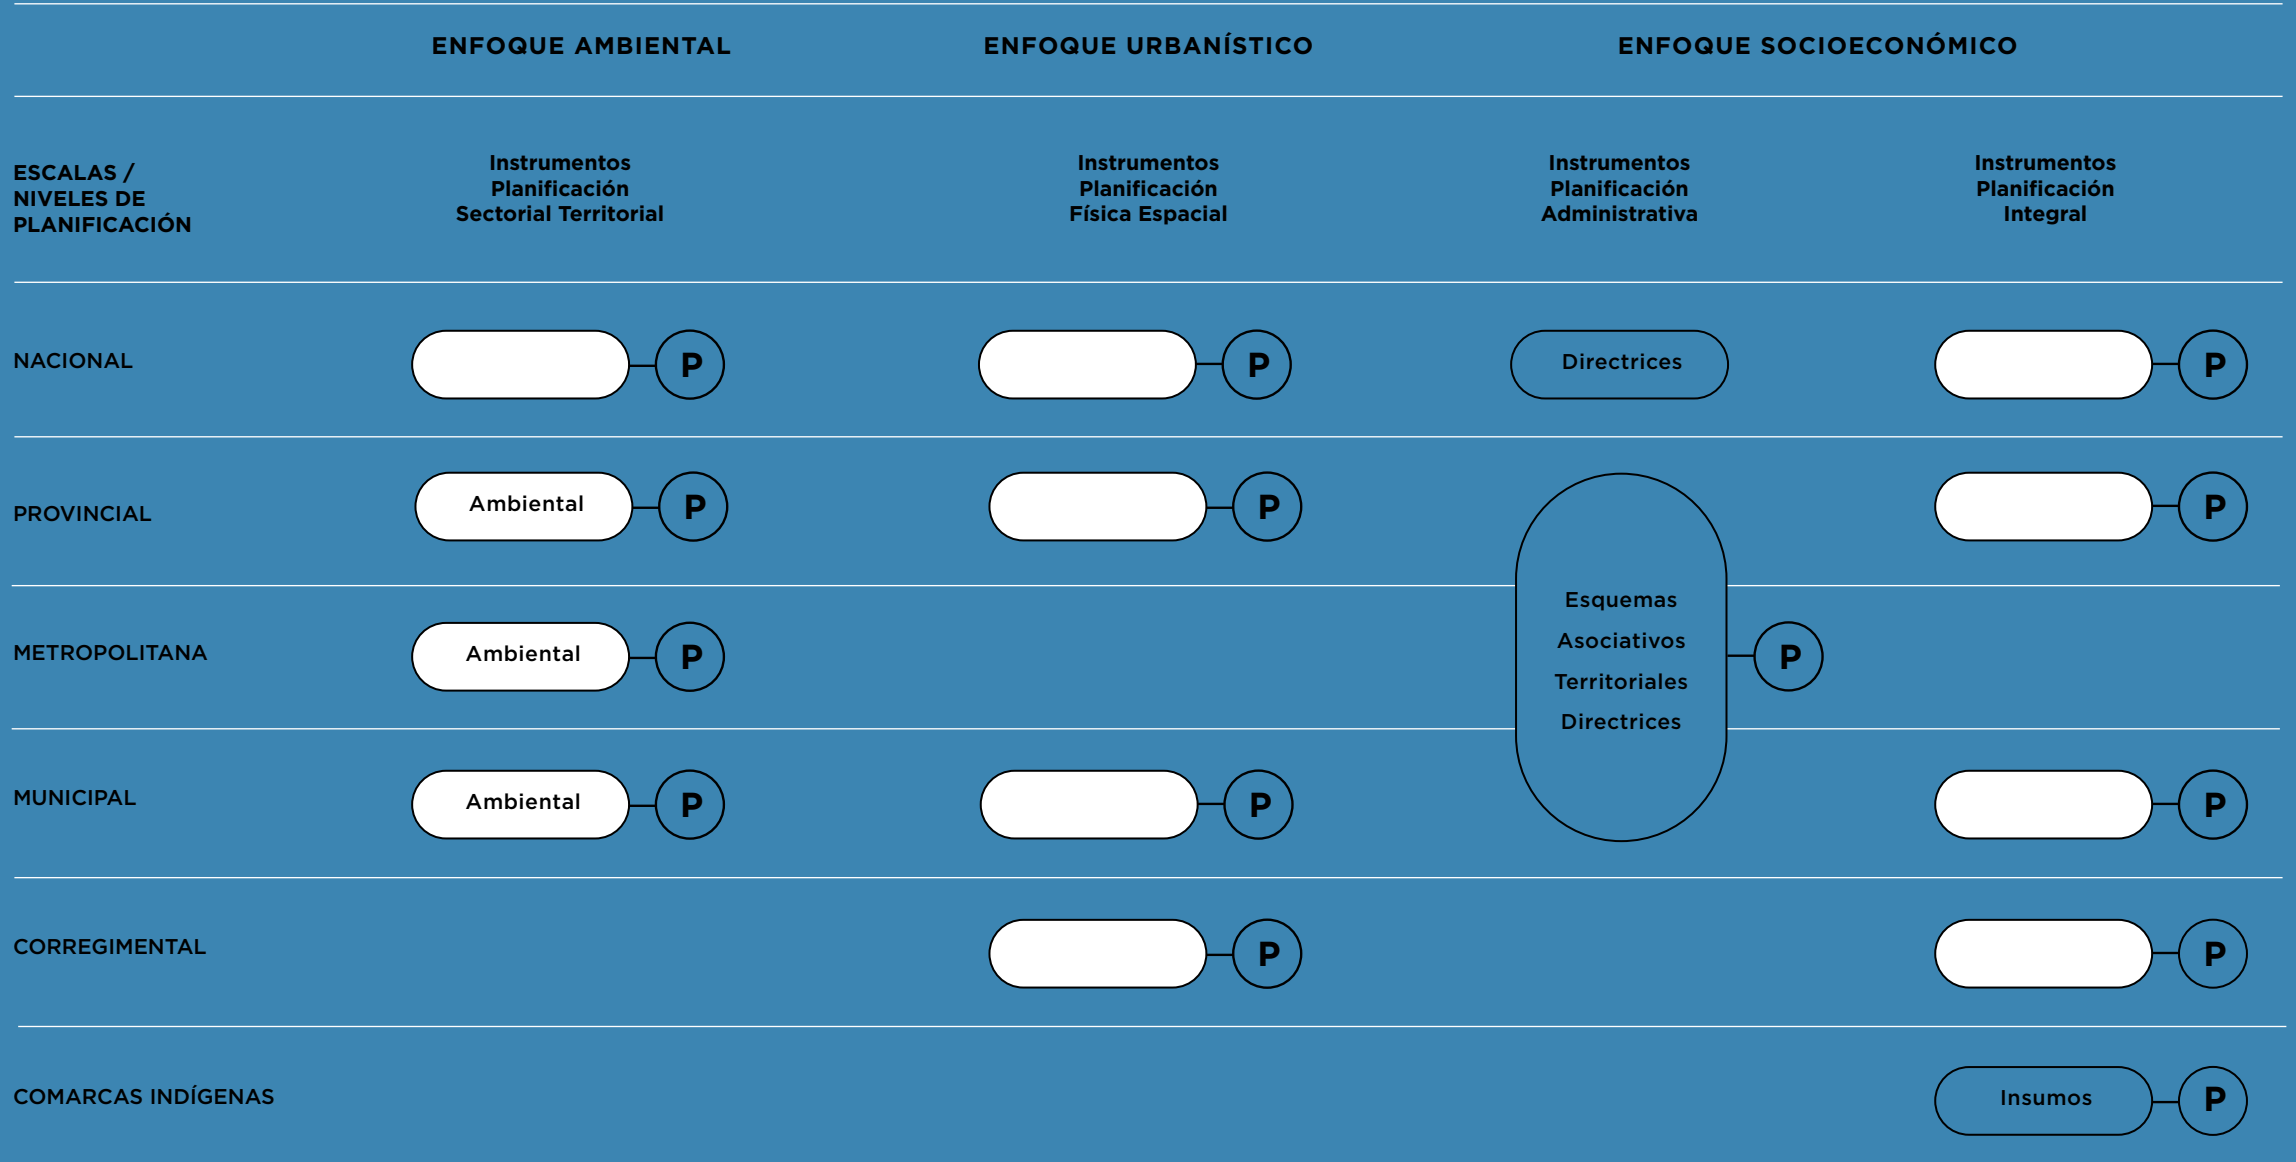 ENFOQUE AMBIENTAL
ENFOQUE URBANÍSTICO
ENFOQUE SOCIOECONÓMICO
ESCALAS /
NIVELES DE
PLANIFICACIÓN
Instrumentos
Planificación
Sectorial Territorial
Instrumentos
Planificación
Física Espacial
Instrumentos
Planificación
Administrativa
Instrumentos
Planificación
Integral
NACIONAL
P
P
Directrices
P
PROVINCIAL
Ambiental
P
P
P
METROPOLITANA
Ambiental
P
Esquemas
Asociativos
Territoriales
Directrices
P
MUNICIPAL
Ambiental
P
P
P
CORREGIMENTAL
P
P
COMARCAS INDÍGENAS
Insumos
P